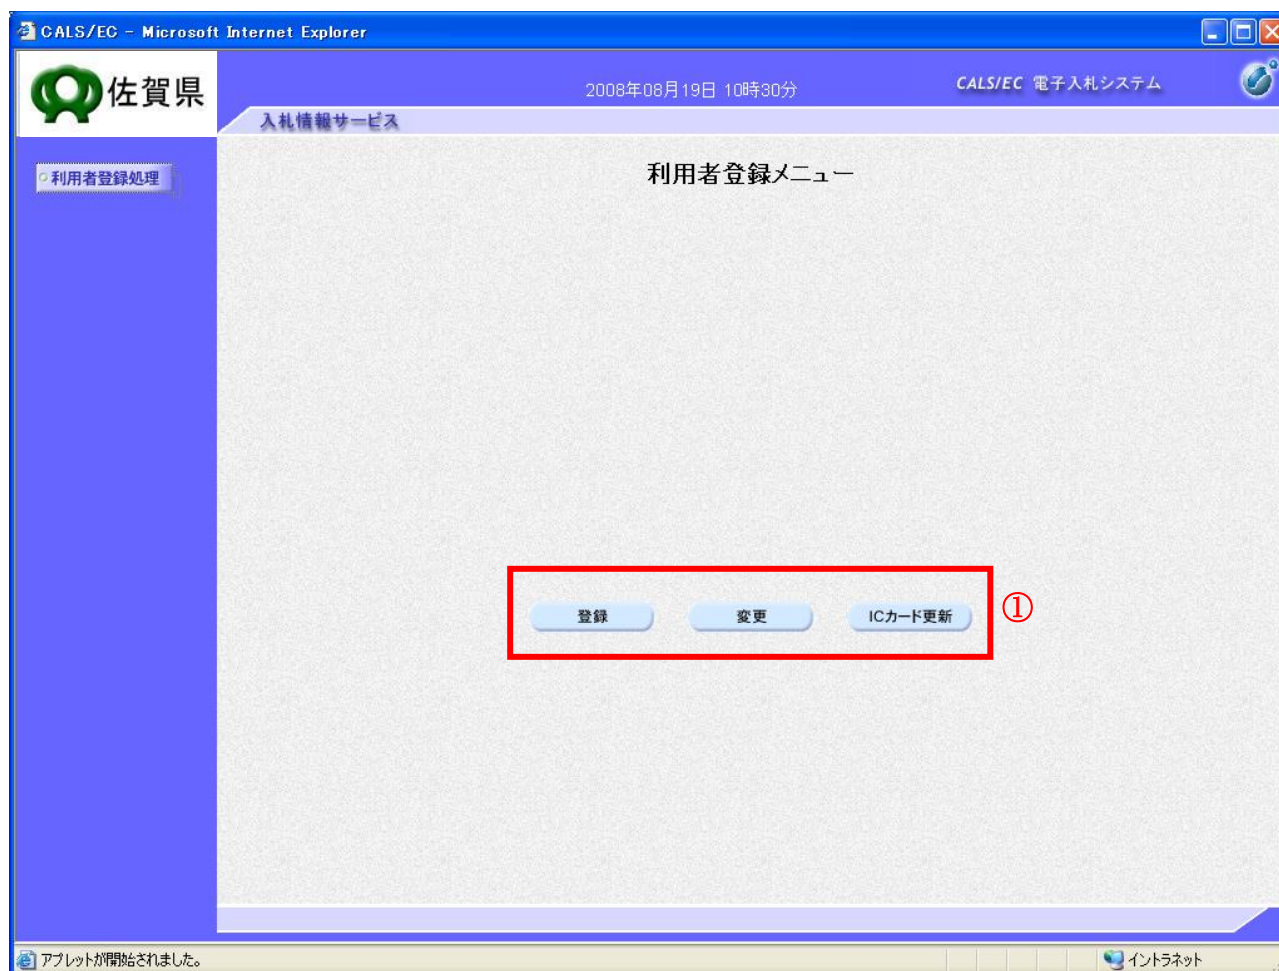 CALS/EC - Microsoft Internet Explorer
佐賀県
2008年08月19日 10時30分
CALS/EC 電子入札システム
入札情報サービス
利用者登録処理
利用者登録メニュー
登録
変更
ICカード更新
①
アプレットが開始されました。
イントラネット